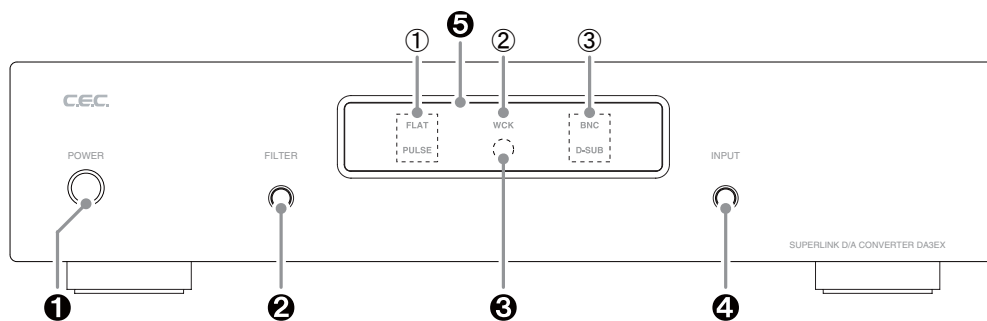 ① ❺ ② ③
C.E.C.
FLAT WCK BNC
PULSE D-SUB
POWER FILTER INPUT
SUPERLINK D/A CONVERTER DA3EX
❶ ❷ ❸ ❹